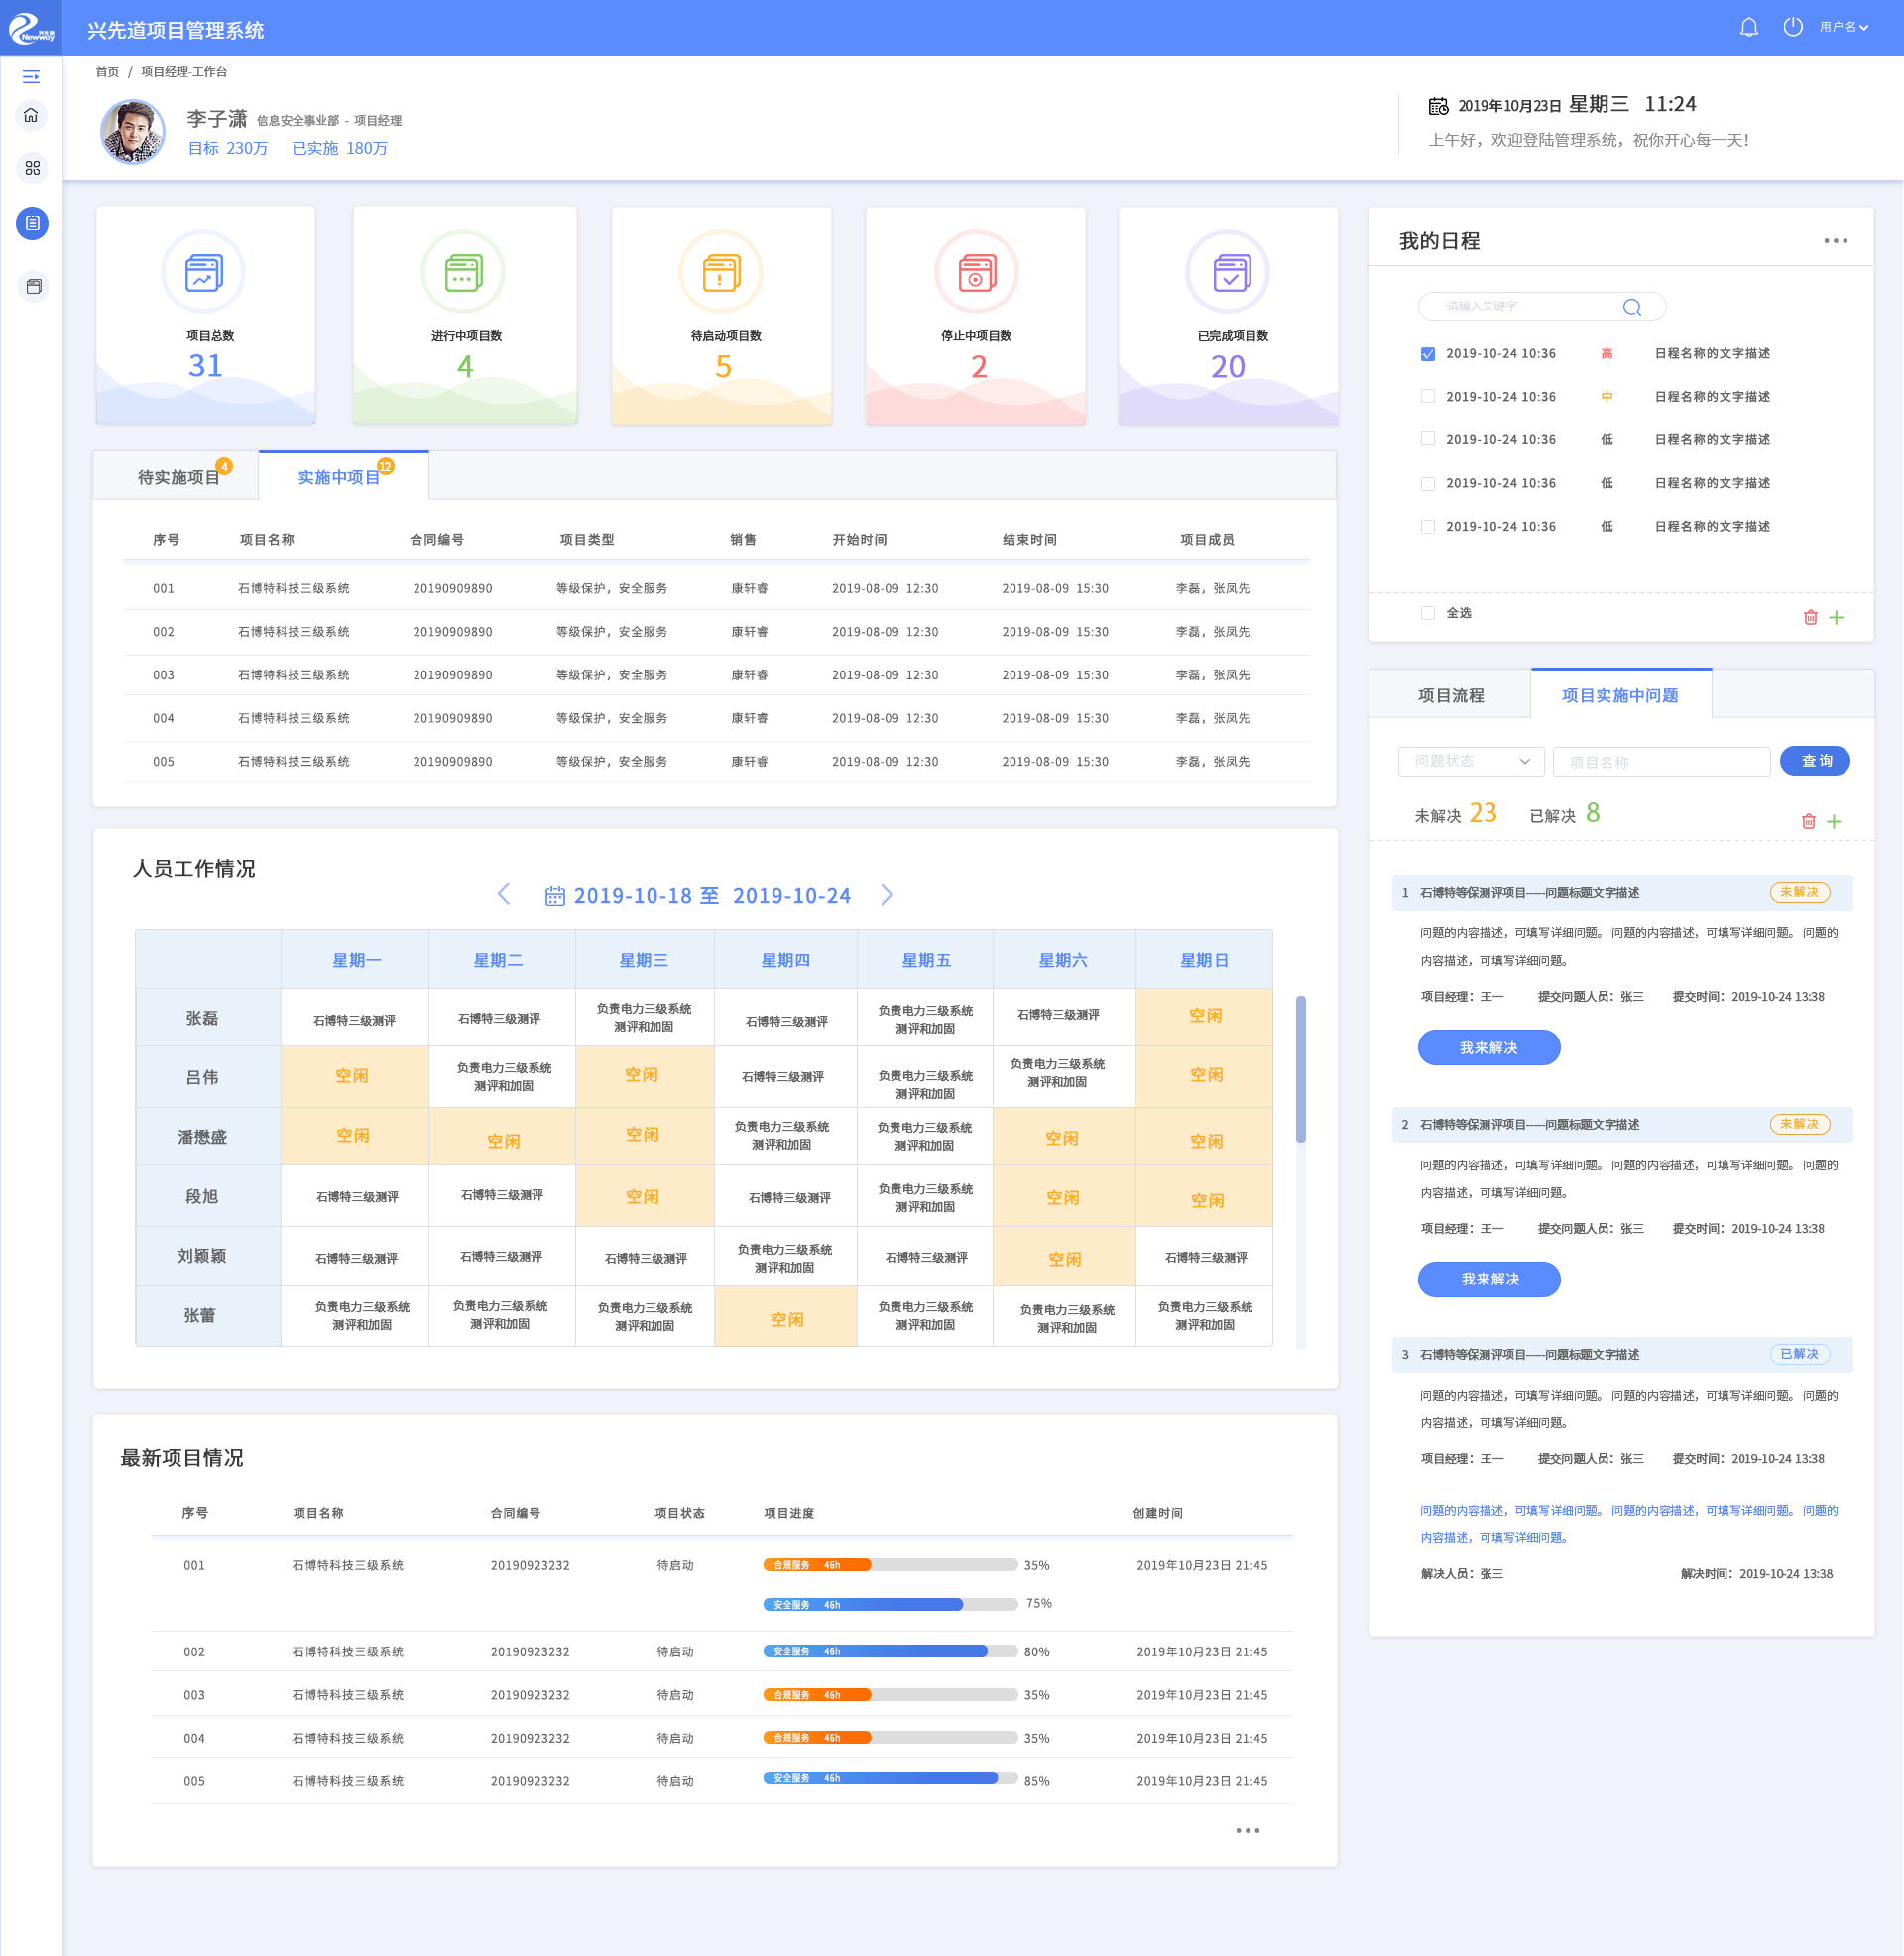 Newway 兴先道
兴先道项目管理系统
用户名
首页 / 项目经理-工作台
李子潇 信息安全事业部 - 项目经理
目标 230万 已实施 180万
2019年10月23日 星期三 11:24
上午好，欢迎登陆管理系统，祝你开心每一天！
项目总数
31
进行中项目数
4
待启动项目数
5
停止中项目数
2
已完成项目数
20
待实施项目 4
实施中项目 12
序号 项目名称 合同编号 项目类型 销售 开始时间 结束时间 项目成员
001 石博特科技三级系统 20190909890 等级保护，安全服务 康轩睿 2019-08-09 12:30 2019-08-09 15:30 李磊，张凤先
002 石博特科技三级系统 20190909890 等级保护，安全服务 康轩睿 2019-08-09 12:30 2019-08-09 15:30 李磊，张凤先
003 石博特科技三级系统 20190909890 等级保护，安全服务 康轩睿 2019-08-09 12:30 2019-08-09 15:30 李磊，张凤先
004 石博特科技三级系统 20190909890 等级保护，安全服务 康轩睿 2019-08-09 12:30 2019-08-09 15:30 李磊，张凤先
005 石博特科技三级系统 20190909890 等级保护，安全服务 康轩睿 2019-08-09 12:30 2019-08-09 15:30 李磊，张凤先
人员工作情况
2019-10-18 至 2019-10-24
星期一 星期二 星期三 星期四 星期五 星期六 星期日
张磊 石博特三级测评 石博特三级测评 负责电力三级系统测评和加固 石博特三级测评 负责电力三级系统测评和加固 石博特三级测评 空闲
吕伟 空闲 负责电力三级系统测评和加固 空闲 石博特三级测评 负责电力三级系统测评和加固 负责电力三级系统测评和加固 空闲
潘懋盛 空闲 空闲 空闲 负责电力三级系统测评和加固 负责电力三级系统测评和加固 空闲 空闲
段旭 石博特三级测评 石博特三级测评 空闲 石博特三级测评 负责电力三级系统测评和加固 空闲 空闲
刘颖颖 石博特三级测评 石博特三级测评 石博特三级测评 负责电力三级系统测评和加固 石博特三级测评 空闲 石博特三级测评
张蕾 负责电力三级系统测评和加固 负责电力三级系统测评和加固 负责电力三级系统测评和加固 空闲 负责电力三级系统测评和加固 负责电力三级系统测评和加固 负责电力三级系统测评和加固
最新项目情况
序号 项目名称 合同编号 项目状态 项目进度 创建时间
001 石博特科技三级系统 20190923232 待启动 合规服务 46h 35% 2019年10月23日 21:45
安全服务 46h 75%
002 石博特科技三级系统 20190923232 待启动 安全服务 46h 80% 2019年10月23日 21:45
003 石博特科技三级系统 20190923232 待启动 合规服务 46h 35% 2019年10月23日 21:45
004 石博特科技三级系统 20190923232 待启动 合规服务 46h 35% 2019年10月23日 21:45
005 石博特科技三级系统 20190923232 待启动 安全服务 46h 85% 2019年10月23日 21:45
我的日程
请输入关键字
2019-10-24 10:36 高 日程名称的文字描述
2019-10-24 10:36 中 日程名称的文字描述
2019-10-24 10:36 低 日程名称的文字描述
2019-10-24 10:36 低 日程名称的文字描述
2019-10-24 10:36 低 日程名称的文字描述
全选
项目流程 项目实施中问题
问题状态 项目名称 查询
未解决 23 已解决 8
1 石博特等保测评项目-----问题标题文字描述 未解决
问题的内容描述，可填写详细问题。 问题的内容描述，可填写详细问题。 问题的
内容描述，可填写详细问题。
项目经理：王一 提交问题人员：张三 提交时间：2019-10-24 13:38
我来解决
2 石博特等保测评项目-----问题标题文字描述 未解决
问题的内容描述，可填写详细问题。 问题的内容描述，可填写详细问题。 问题的
内容描述，可填写详细问题。
项目经理：王一 提交问题人员：张三 提交时间：2019-10-24 13:38
我来解决
3 石博特等保测评项目-----问题标题文字描述 已解决
问题的内容描述，可填写详细问题。 问题的内容描述，可填写详细问题。 问题的
内容描述，可填写详细问题。
项目经理：王一 提交问题人员：张三 提交时间：2019-10-24 13:38
问题的内容描述，可填写详细问题。 问题的内容描述，可填写详细问题。 问题的
内容描述，可填写详细问题。
解决人员：张三 解决时间：2019-10-24 13:38